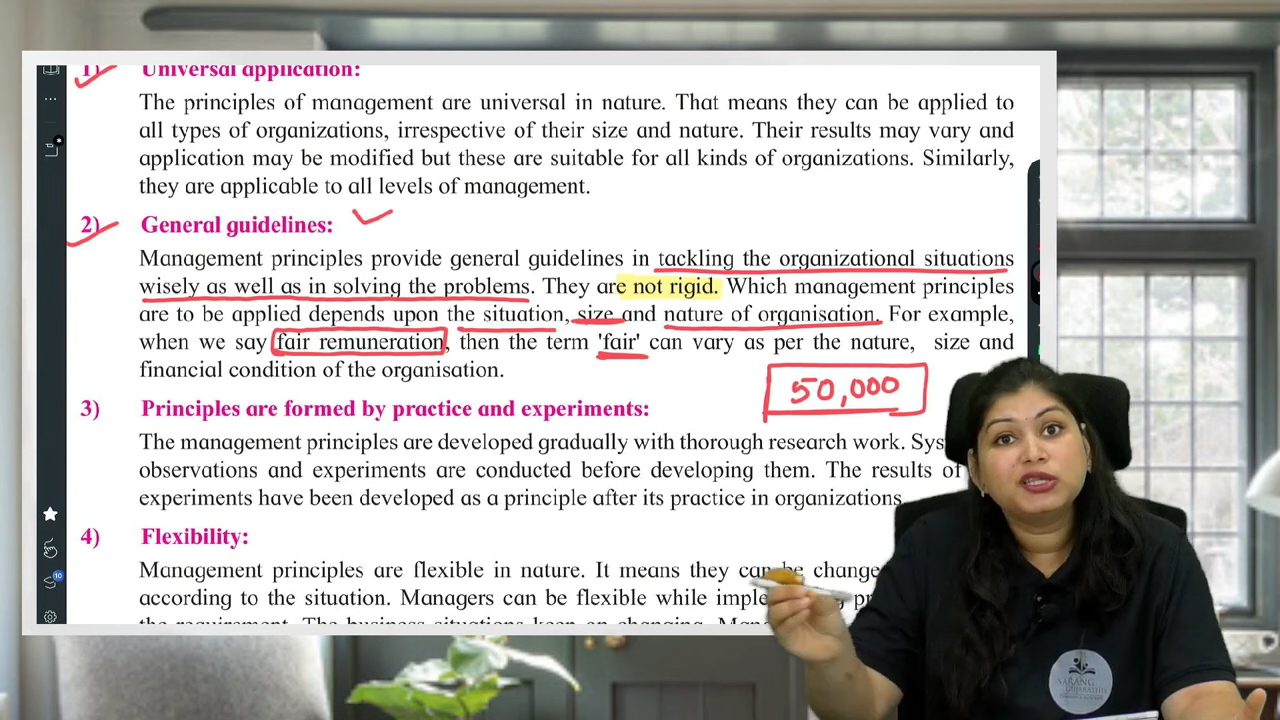 1) Universal application:
The principles of management are universal in nature. That means they can be applied to
all types of organizations, irrespective of their size and nature. Their results may vary and
application may be modified but these are suitable for all kinds of organizations. Similarly,
they are applicable to all levels of management.
2) General guidelines:
Management principles provide general guidelines in tackling the organizational situations
wisely as well as in solving the problems. They are not rigid. Which management principles
are to be applied depends upon the situation, size and nature of organisation. For example,
when we say fair remuneration, then the term 'fair' can vary as per the nature, size and
financial condition of the organisation.
50,000
3) Principles are formed by practice and experiments:
The management principles are developed gradually with thorough research work.
observations and experiments are conducted before developing them. The results of
experiments have been developed as a principle after its practice in organizations.
4) Flexibility:
Management principles are flexible in nature. It means they can be
according to the situation. Managers can be flexible while
SARANG